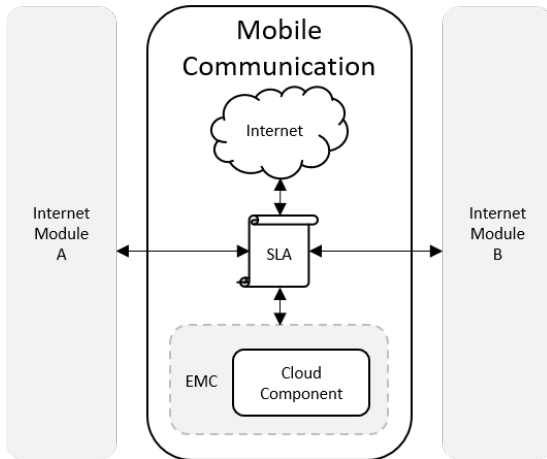 Mobile
Communication
Internet
Internet
Module
A
SLA
Internet
Module
B
EMC
Cloud
Component